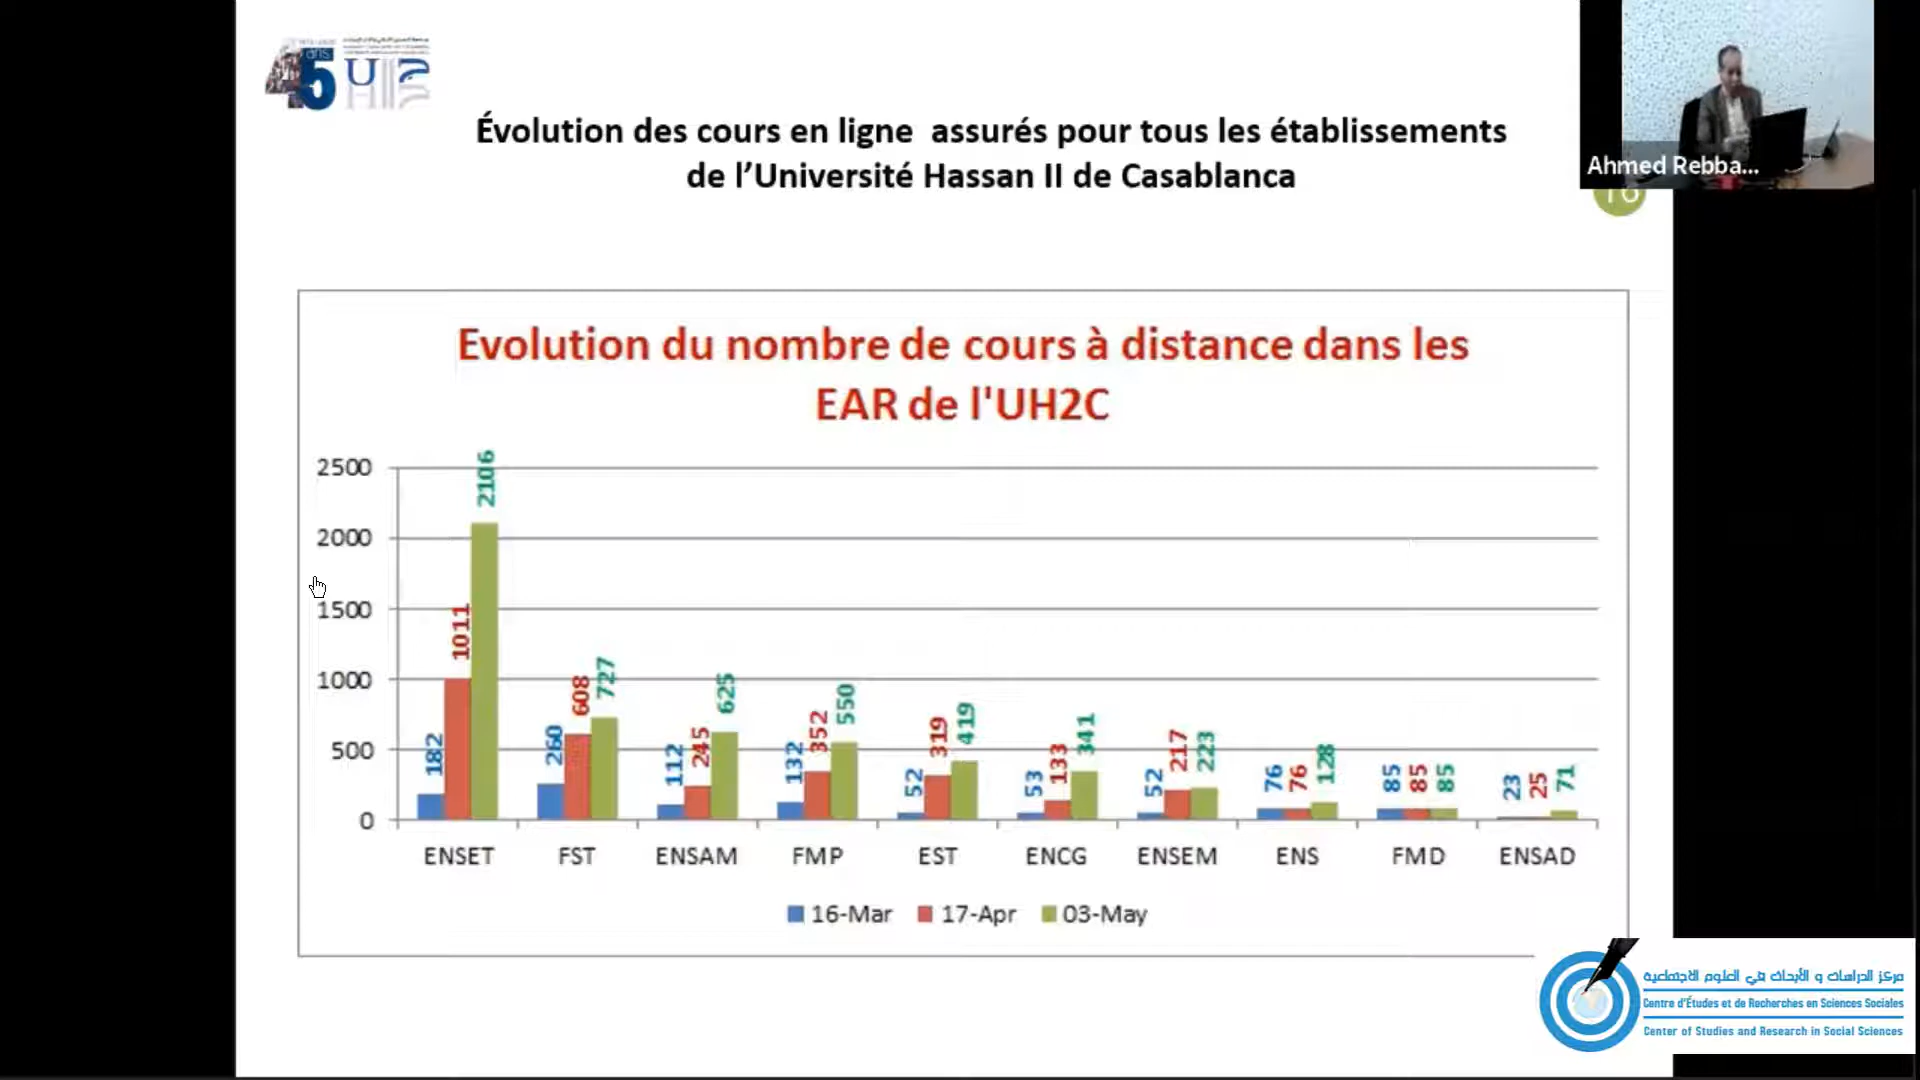 45 ans UH2
Évolution des cours en ligne assurés pour tous les établissements
de l’Université Hassan II de Casablanca
Ahmed Rebba...
16
Evolution du nombre de cours à distance dans les
EAR de l'UH2C
2500
2000
1500
1000
500
0
182 1011 2106
260 608 727
112 245 625
132 352 550
52 319 419
53 133 341
52 217 223
76 76 128
85 85 85
23 25 71
ENSET FST ENSAM FMP EST ENCG ENSEM ENS FMD ENSAD
16-Mar 17-Apr 03-May
مركز الدراسات و الأبحاث في العلوم الاجتماعية
Centre d'Études et de Recherches en Sciences Sociales
Center of Studies and Research in Social Sciences